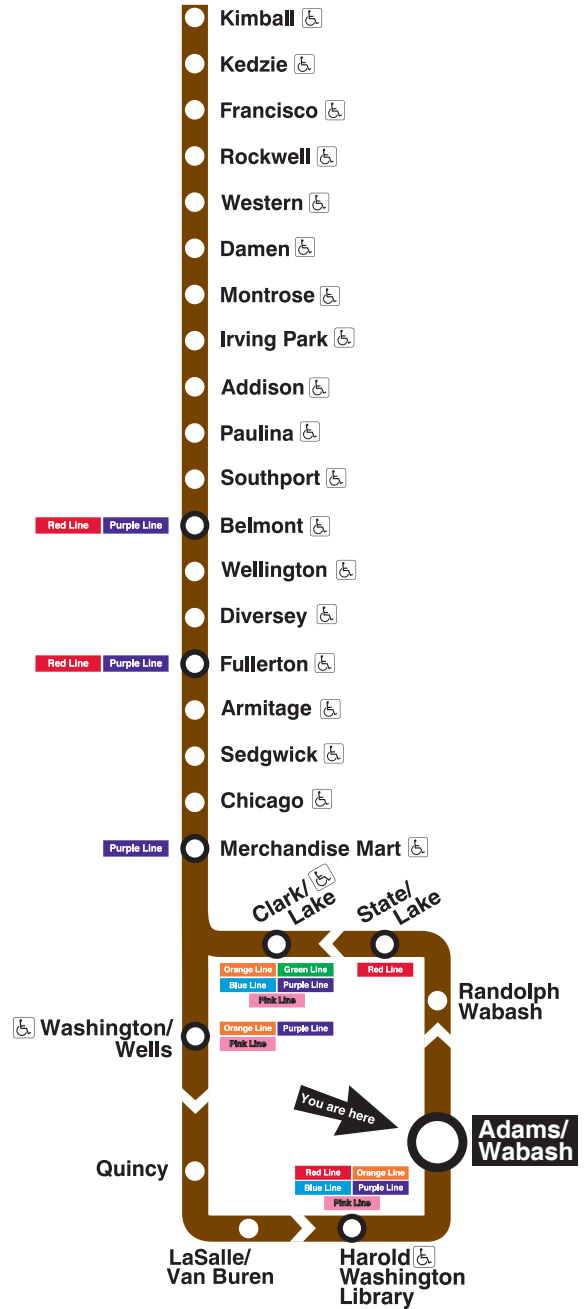 Kimball
Kedzie
Francisco
Rockwell
Western
Damen
Montrose
Irving Park
Addison
Paulina
Southport
Red Line Purple Line Belmont
Wellington
Diversey
Red Line Purple Line Fullerton
Armitage
Sedgwick
Chicago
Purple Line Merchandise Mart
Clark/
Lake
State/
Lake
Orange Line Green Line
Blue Line Purple Line
Pink Line
Red Line
Randolph
Wabash
Washington/
Wells
Orange Line Purple Line
Pink Line
You are here
Adams/
Wabash
Quincy
Red Line Orange Line
Blue Line Purple Line
Pink Line
LaSalle/
Van Buren
Harold
Washington
Library